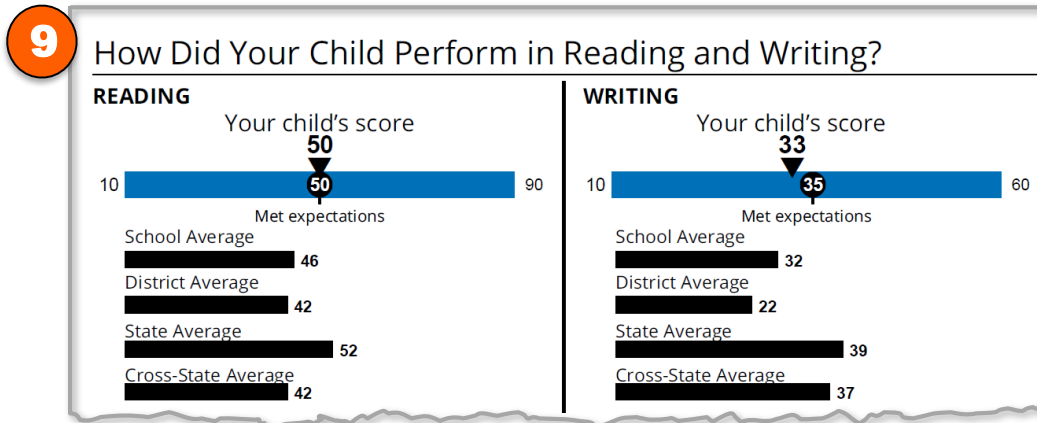 9
How Did Your Child Perform in Reading and Writing?
READING
Your child's score
50
10 50 90
Met expectations
School Average
46
District Average
42
State Average
52
Cross-State Average
42
WRITING
Your child's score
33
10 35 60
Met expectations
School Average
32
District Average
22
State Average
39
Cross-State Average
37